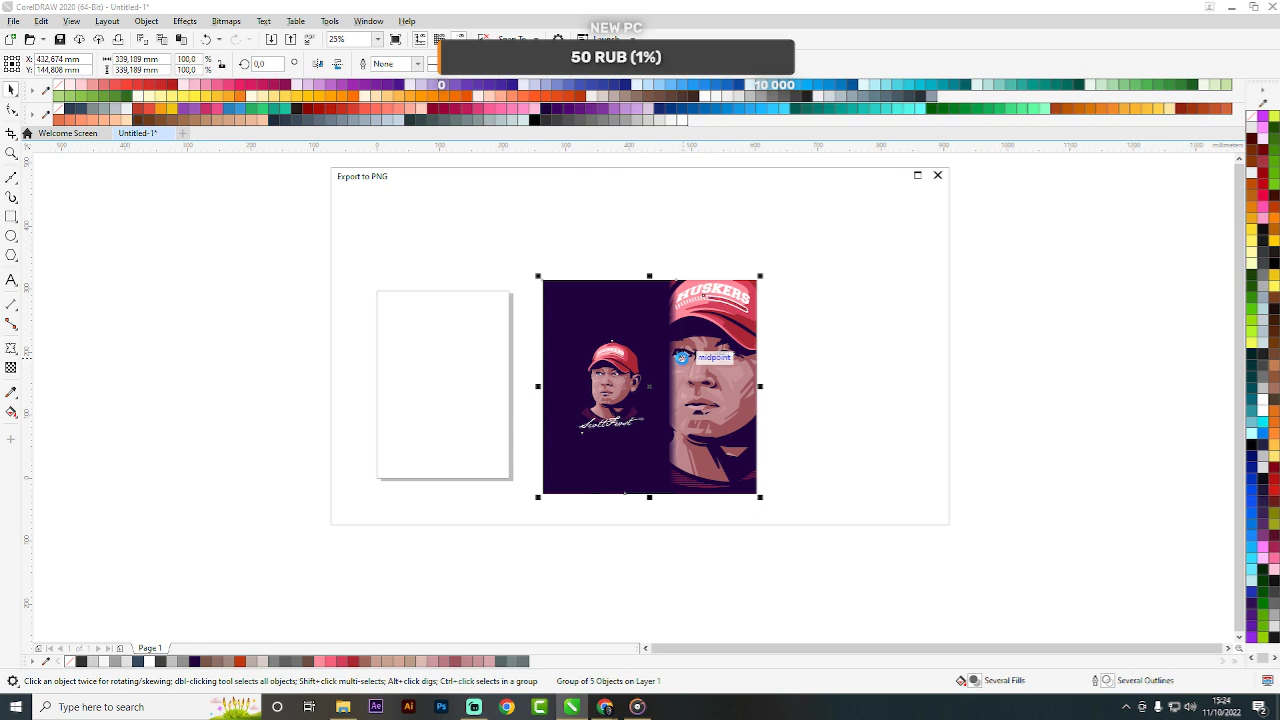 CorelDRAW 2020 (64-Bit) - Untitled-1*
File Edit View Layout Object Effects Bitmaps Text Table Tools Window Help
NEW PC
25%
50 RUB (1%)
0 10 000
X: 432,674 mm 339,189 mm 100,0 % 0,0 None
339,189 mm 100,0 %
Welcome Screen Untitled-1*
millimeters
Export to PNG
HUSKERS
midpoint
Scott Frost
1 of 1 Page 1
Click an object twice for rotating/skewing; dbl-clicking tool selects all objects; Shift+click multi-selects; Alt+click digs; Ctrl+click selects in a group Group of 5 Objects on Layer 1 Several Fills Several Outlines
Type here to search
15:24
11/10/2022